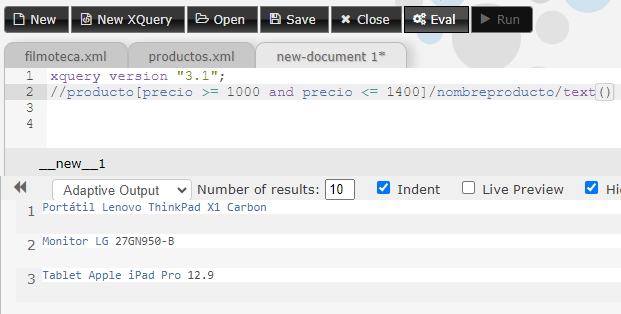 New New XQuery Open Save Close Eval Run
filmoteca.xml productos.xml new-document 1*
1 xquery version "3.1";
2 //producto[precio >= 1000 and precio <= 1400]/nombreproducto/text()
3
4
__new__1
Adaptive Output Number of results: 10 Indent Live Preview Hi
1 Portátil Lenovo ThinkPad X1 Carbon
2 Monitor LG 27GN950-B
3 Tablet Apple iPad Pro 12.9